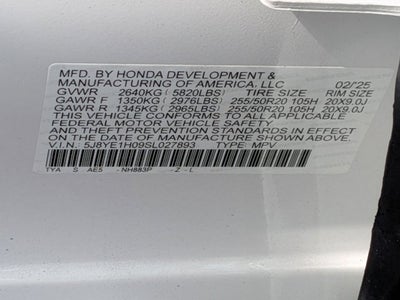 MFD. BY HONDA DEVELOPMENT &
MANUFACTURING OF AMERICA, LLC 02/'25
GVWR 2640KG (5820LBS) TIRE SIZE RIM SIZE
GAWR F 1350KG (2976LBS) 255/50R20 105H 20X9.0J
GAWR R 1345KG (2965LBS) 255/50R20 105H 20X9.0J
THIS VEHICLE CONFORMS TO ALL APPLICABLE
FEDERAL MOTOR VEHICLE SAFETY
AND THEFT PREVENTION STANDARDS
IN EFFECT ON THE DATE OF
MANUFACTURE SHOWN ABOVE.
V.I.N.: 5J8YE1H09SL027893 TYPE: MPV
TYA S AE5 - NH883P - Z - L